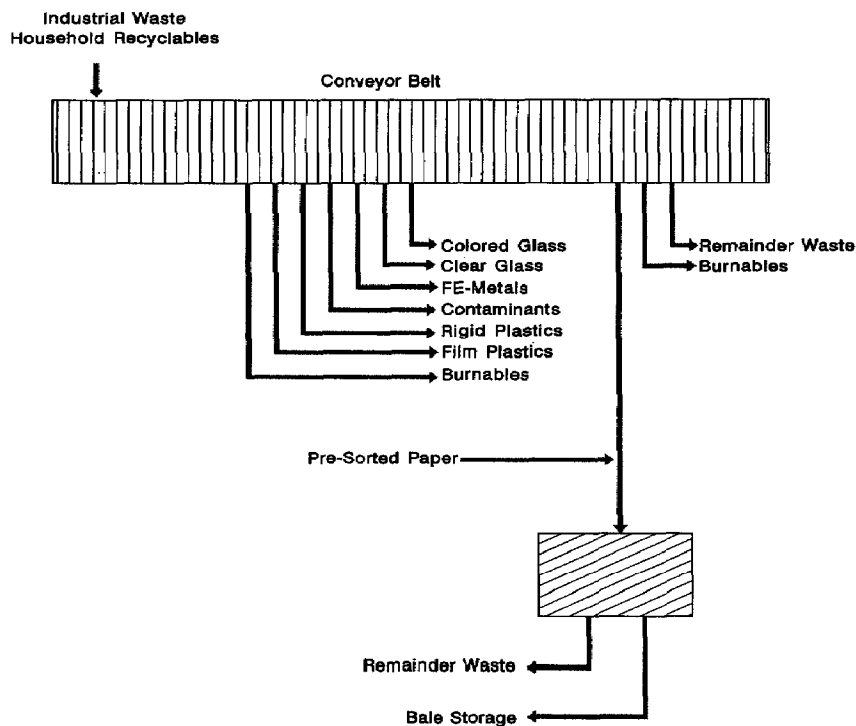 Industrial Waste
Household Recyclables
Conveyor Belt
Colored Glass
Clear Glass
FE-Metals
Contaminants
Rigid Plastics
Film Plastics
Burnables
Remainder Waste
Burnables
Pre-Sorted Paper
Remainder Waste
Bale Storage